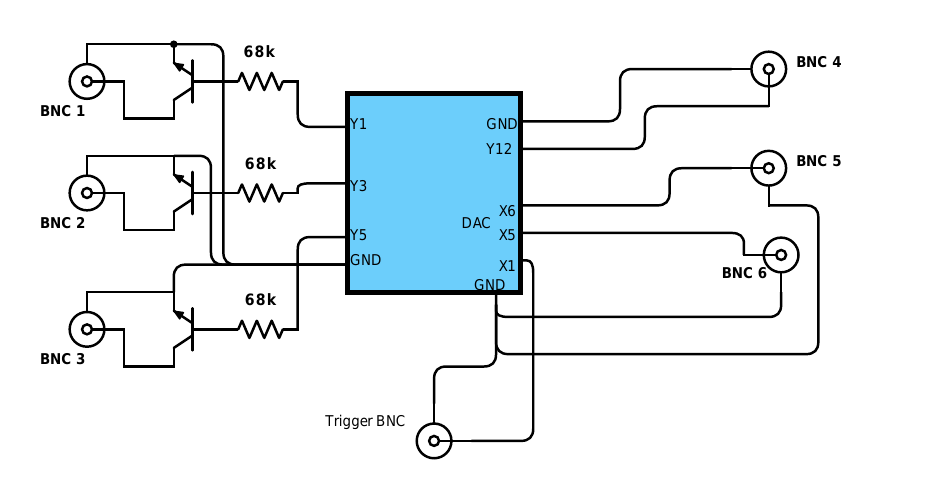 68k
BNC 1
BNC 4
Y1
GND
Y12
68k
BNC 5
BNC 2
Y3
X6
DAC
Y5
X5
GND
X1
BNC 6
GND
68k
BNC 3
Trigger BNC